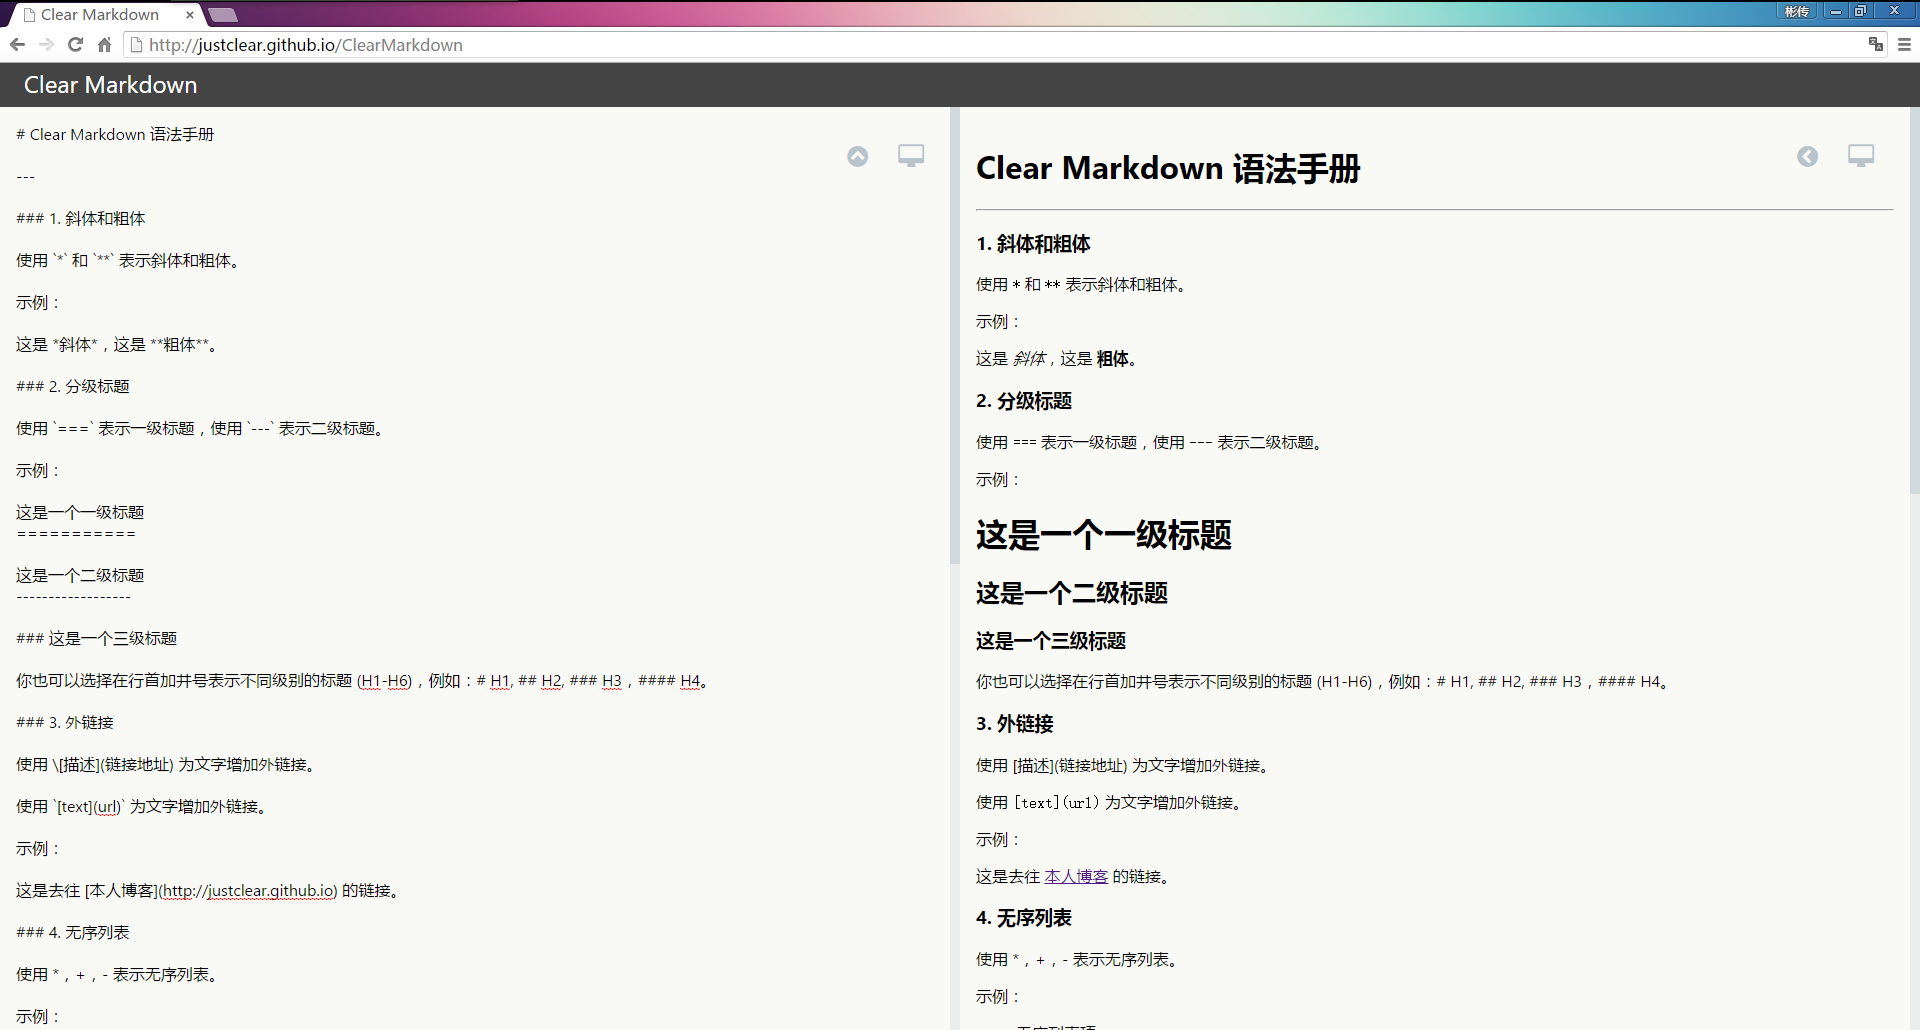 Clear Markdown
彬传
http://justclear.github.io/ClearMarkdown
Clear Markdown
# Clear Markdown 语法手册
---
### 1. 斜体和粗体
使用 `*` 和 `**` 表示斜体和粗体。
示例：
这是 *斜体*，这是 **粗体**。
### 2. 分级标题
使用 `===` 表示一级标题，使用 `---` 表示二级标题。
示例：
这是一个一级标题
===========
这是一个二级标题
------------------
### 这是一个三级标题
你也可以选择在行首加井号表示不同级别的标题 (H1-H6)，例如：# H1, ## H2, ### H3，#### H4。
### 3. 外链接
使用 \[描述](链接地址) 为文字增加外链接。
使用 `[text](url)` 为文字增加外链接。
示例：
这是去往 [本人博客](http://justclear.github.io) 的链接。
### 4. 无序列表
使用 *，+，- 表示无序列表。
示例：
Clear Markdown 语法手册
1. 斜体和粗体
使用 * 和 ** 表示斜体和粗体。
示例：
这是 斜体，这是 粗体。
2. 分级标题
使用 === 表示一级标题，使用 --- 表示二级标题。
示例：
这是一个一级标题
这是一个二级标题
这是一个三级标题
你也可以选择在行首加井号表示不同级别的标题 (H1-H6)，例如：# H1, ## H2, ### H3，#### H4。
3. 外链接
使用 [描述](链接地址) 为文字增加外链接。
使用 [text](url) 为文字增加外链接。
示例：
这是去往 本人博客 的链接。
4. 无序列表
使用 *，+，- 表示无序列表。
示例：